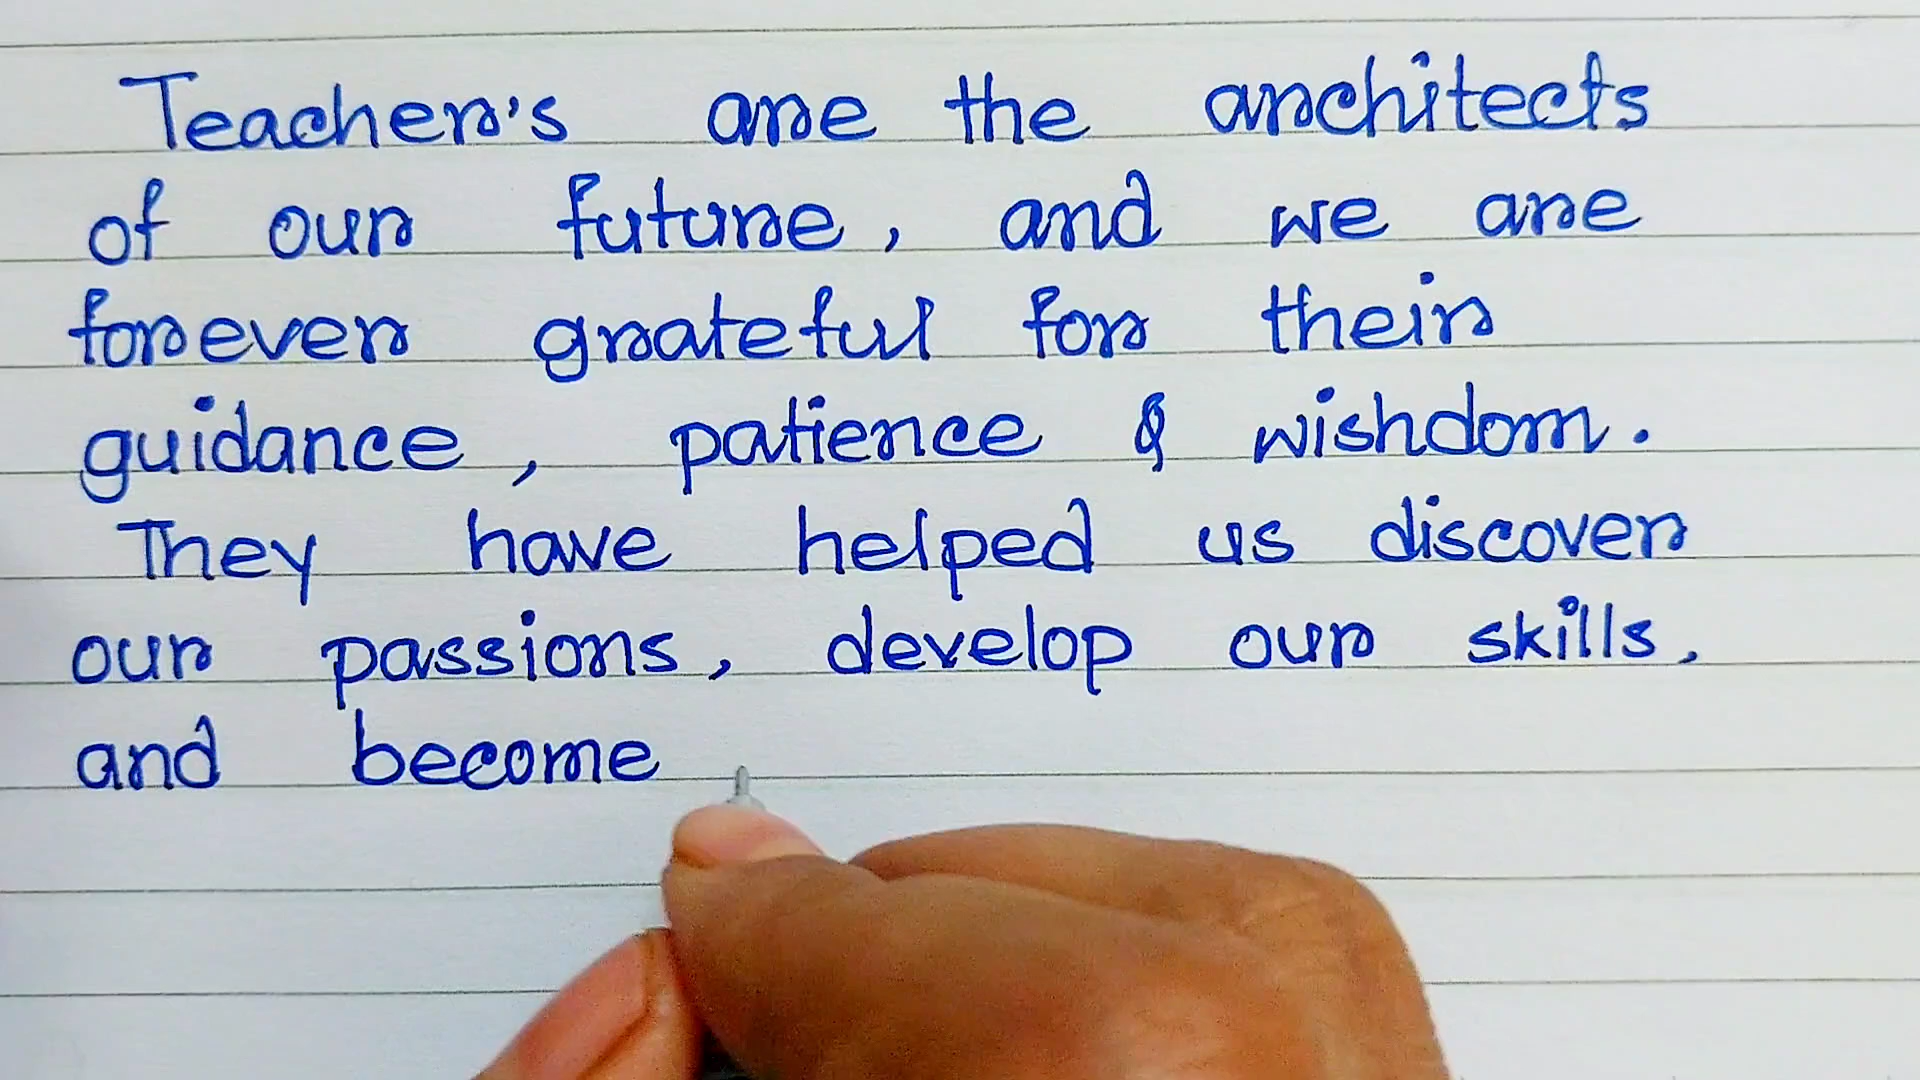 Teacher's are the architects
of our future, and we are
forever grateful for their
guidance, patience & wishdom.
They have helped us discover
our passions, develop our skills,
and become